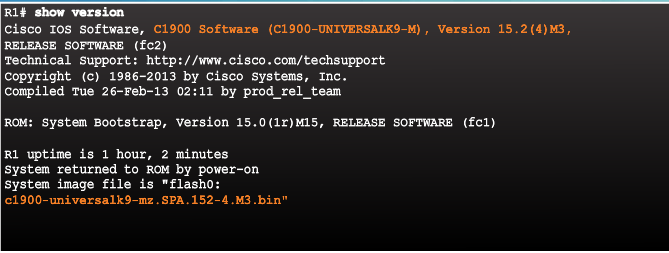 R1# show version
Cisco IOS Software, C1900 Software (C1900-UNIVERSALK9-M), Version 15.2(4)M3,
RELEASE SOFTWARE (fc2)
Technical Support: http://www.cisco.com/techsupport
Copyright (c) 1986-2013 by Cisco Systems, Inc.
Compiled Tue 26-Feb-13 02:11 by prod_rel_team
ROM: System Bootstrap, Version 15.0(1r)M15, RELEASE SOFTWARE (fc1)
R1 uptime is 1 hour, 2 minutes
System returned to ROM by power-on
System image file is "flash0:
c1900-universalk9-mz.SPA.152-4.M3.bin"